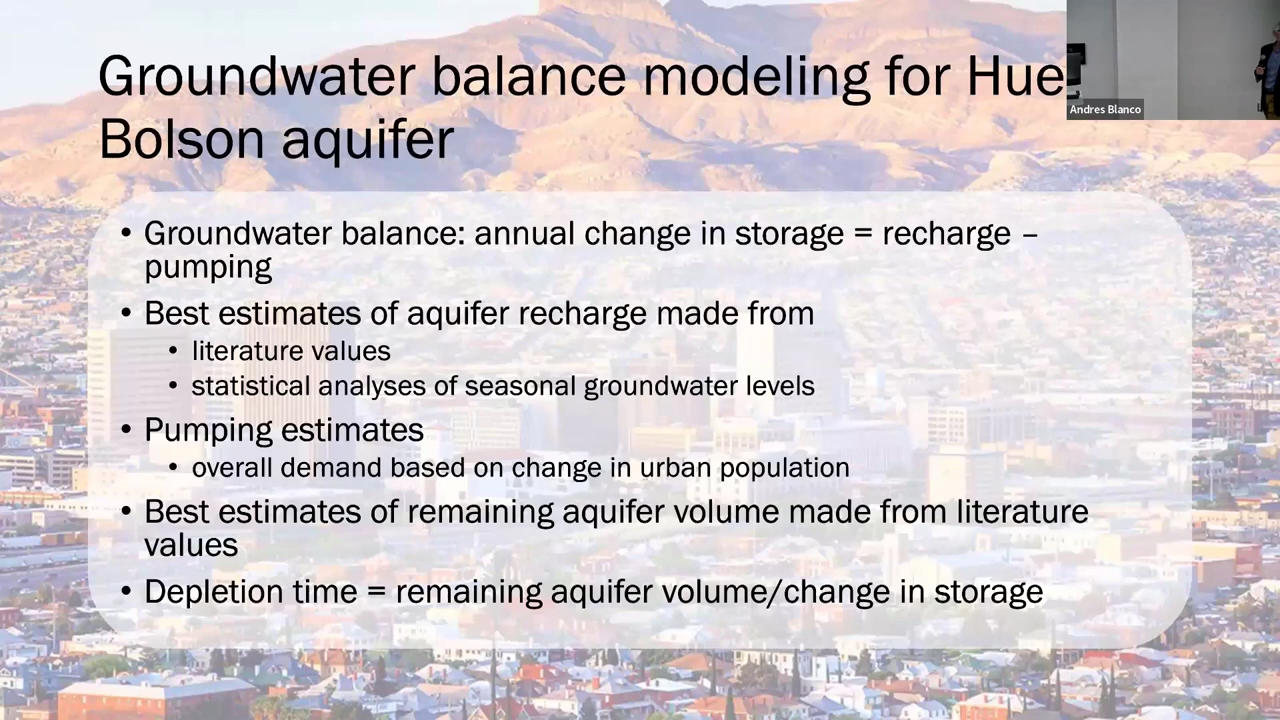 Groundwater balance modeling for Hue
Bolson aquifer
Andres Blanco
• Groundwater balance: annual change in storage = recharge –
pumping
• Best estimates of aquifer recharge made from
• literature values
• statistical analyses of seasonal groundwater levels
• Pumping estimates
• overall demand based on change in urban population
• Best estimates of remaining aquifer volume made from literature
values
• Depletion time = remaining aquifer volume/change in storage